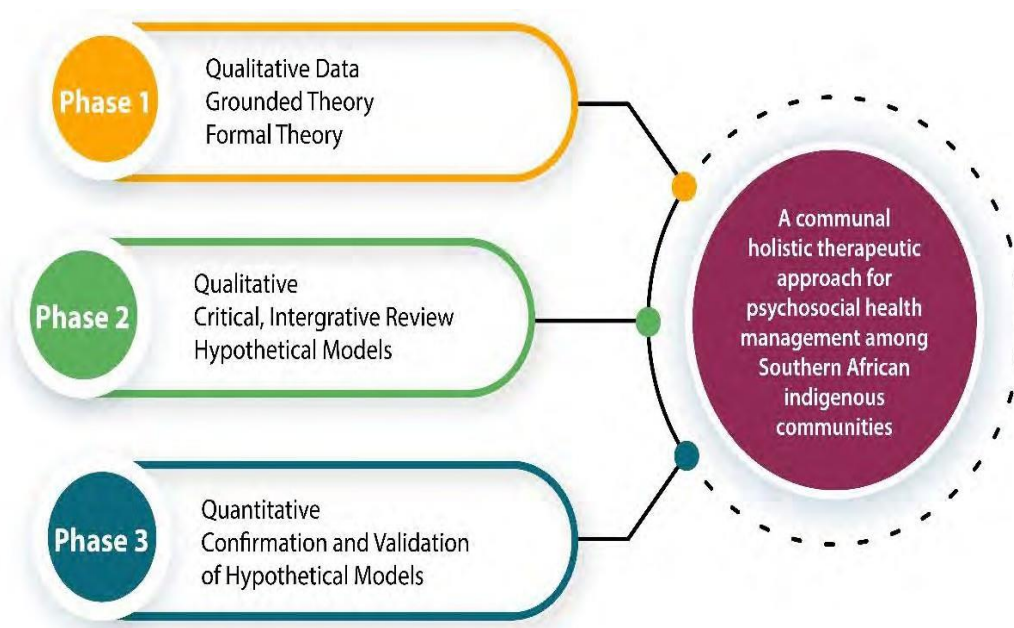 Phase 1
Qualitative Data
Grounded Theory
Formal Theory
Phase 2
Qualitative
Critical, Intergrative Review
Hypothetical Models
Phase 3
Quantitative
Confirmation and Validation
of Hypothetical Models
A communal
holistic therapeutic
approach for
psychosocial health
management among
Southern African
indigenous
communities